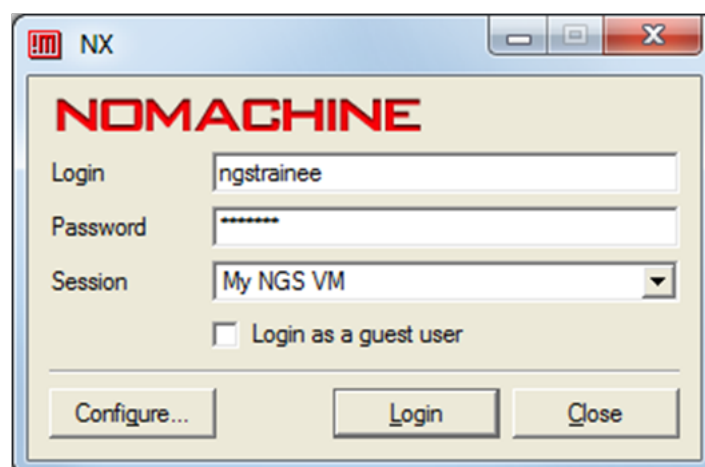 !M NX
NOMACHINE
Login ngstrainee
Password *******
Session My NGS VM
Login as a guest user
Configure... Login Close